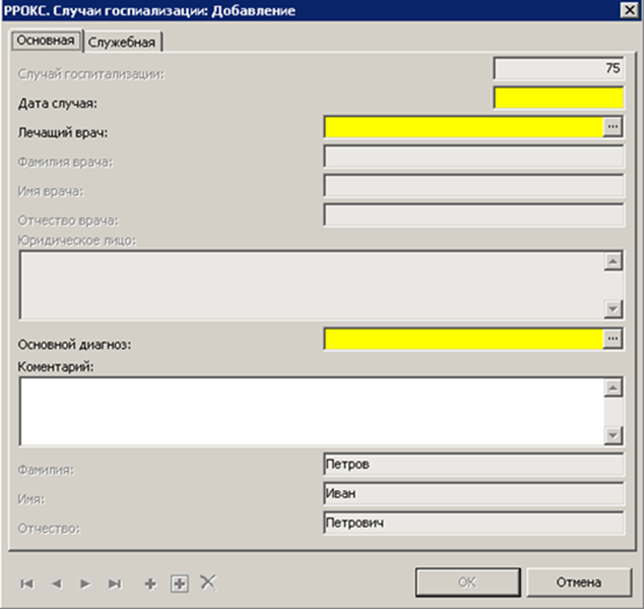 РРОКС. Случаи госпиализации: Добавление
Основная Служебная
Случай госпитализации: 75
Дата случая:
Лечащий врач: ...
Фамилия врача:
Имя врача:
Отчество врача:
Юридическое лицо:
Основной диагноз: ...
Коментарий:
Фамилия: Петров
Имя: Иван
Отчество: Петрович
OK Отмена